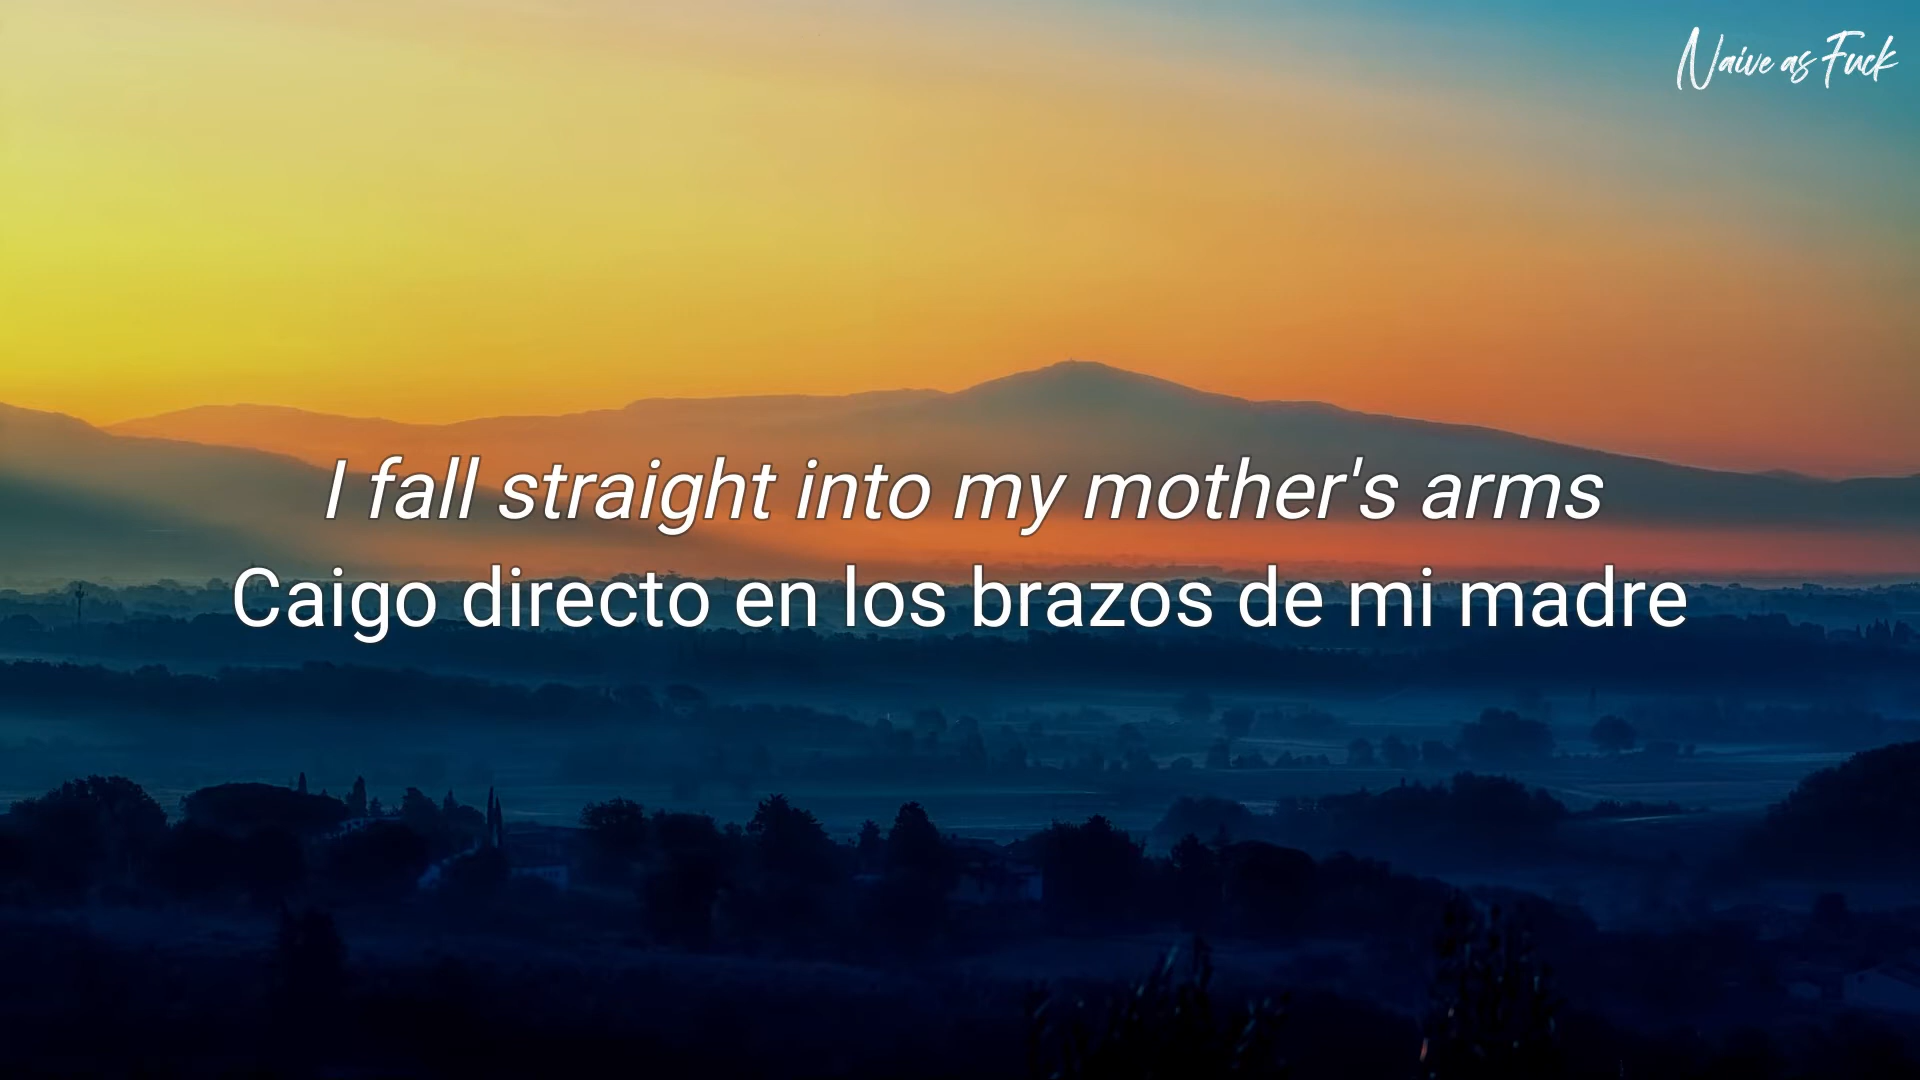 Naive as Fuck
I fall straight into my mother's arms
Caigo directo en los brazos de mi madre